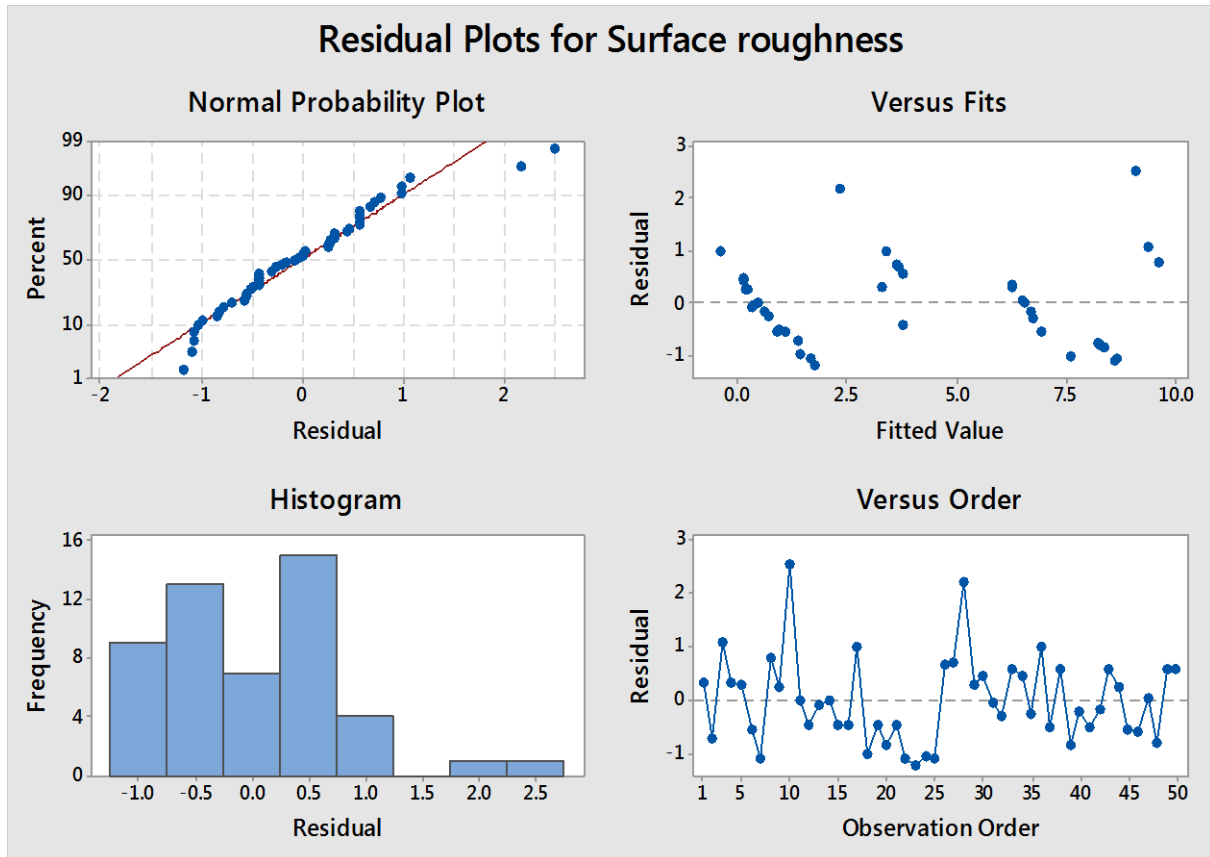 Residual Plots for Surface roughness
Normal Probability Plot
99
90
50
10
1
Percent
-2 -1 0 1 2
Residual
Versus Fits
3
2
1
0
-1
Residual
0.0 2.5 5.0 7.5 10.0
Fitted Value
Histogram
16
12
8
4
0
Frequency
-1.0 -0.5 0.0 0.5 1.0 1.5 2.0 2.5
Residual
Versus Order
3
2
1
0
-1
Residual
1 5 10 15 20 25 30 35 40 45 50
Observation Order